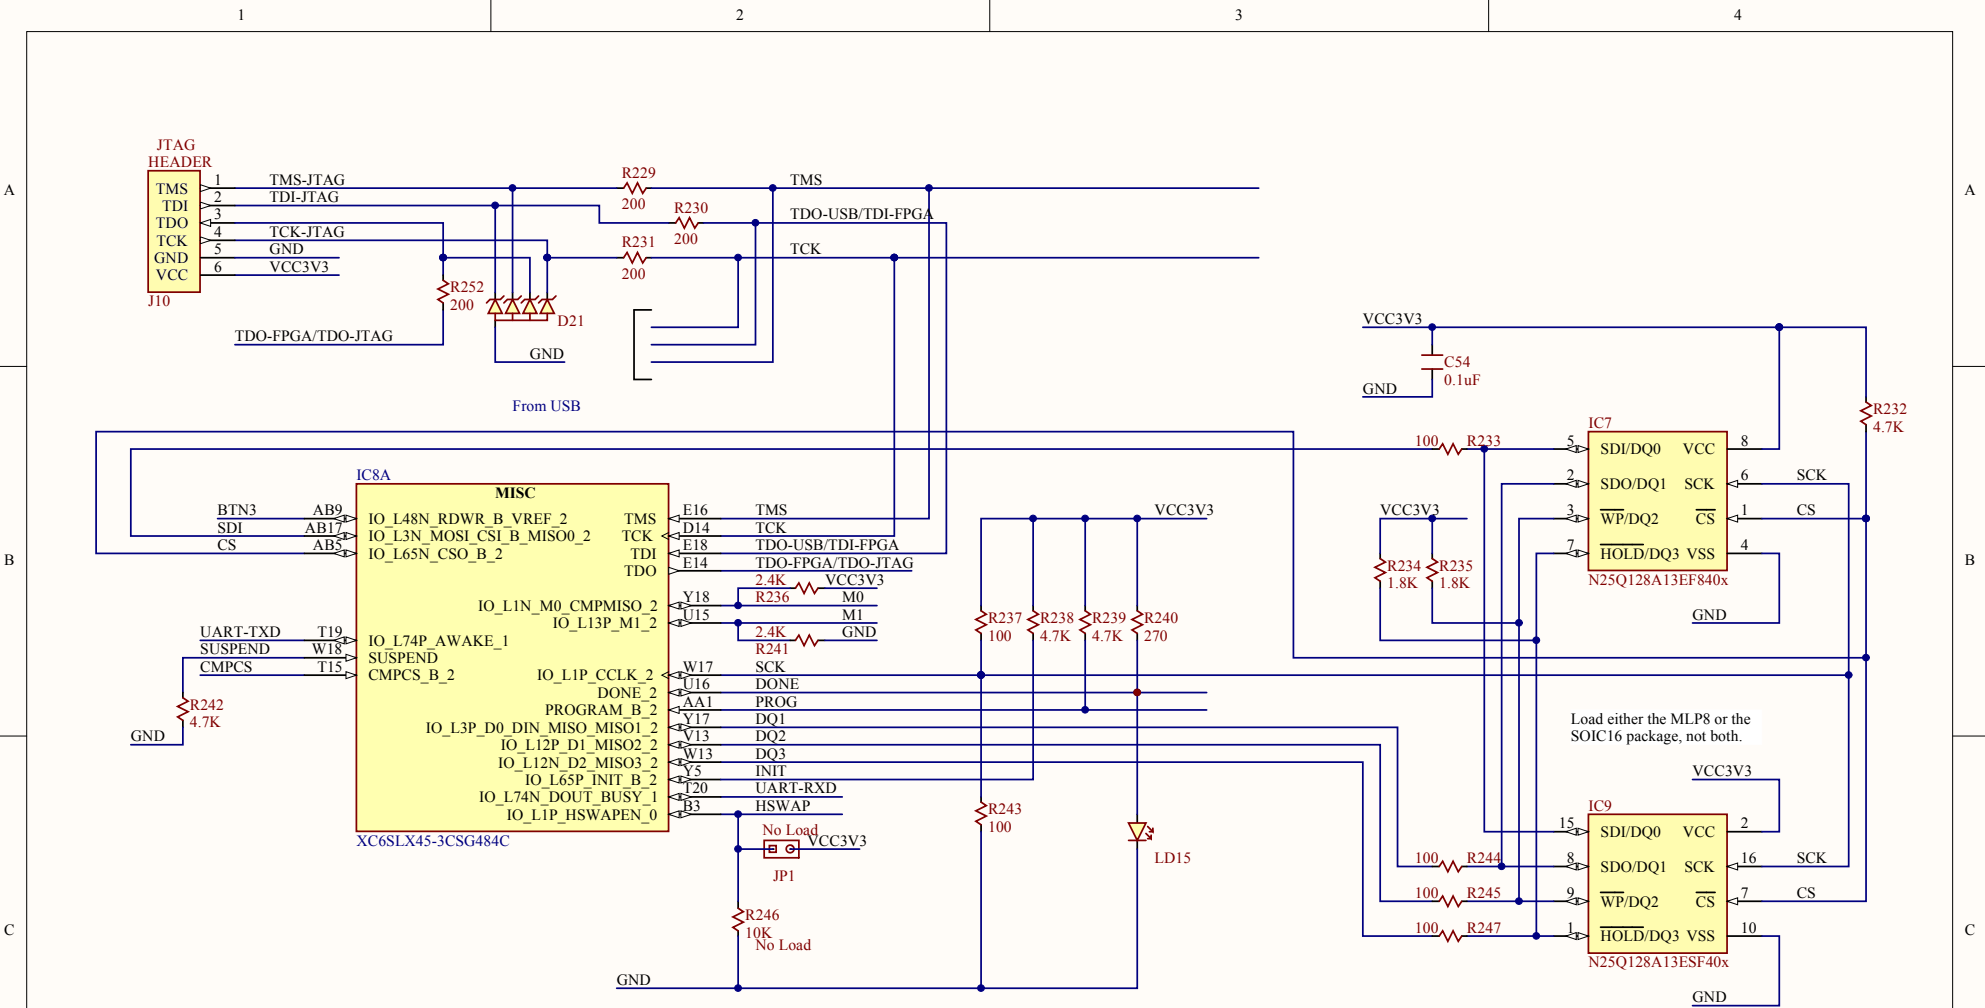 1 2 3 4
A A
JTAG
HEADER
TMS 1 TMS-JTAG
TDI 2 TDI-JTAG
TDO 3
TCK 4 TCK-JTAG
GND 5 GND
VCC 6 VCC3V3
J10
R229
200
TMS
R230
200
TDO-USB/TDI-FPGA
R231
200
TCK
R252
200
D21
TDO-FPGA/TDO-JTAG
GND
From USB
VCC3V3
C54
0.1uF
GND
R232
4.7K
B B
IC8A
MISC
BTN3 AB9 IO_L48N_RDWR_B_VREF_2
SDI AB17 IO_L3N_MOSI_CSI_B_MISO0_2
CS AB5 IO_L65N_CSO_B_2
UART-TXD T19 IO_L74P_AWAKE_1
SUSPEND W18 SUSPEND
CMPCS T15 CMPCS_B_2
R242
4.7K
GND
TMS E16 TMS
TCK D14 TCK
TDI E18 TDO-USB/TDI-FPGA
TDO E14 TDO-FPGA/TDO-JTAG
2.4K VCC3V3
R236
IO_L1N_M0_CMPMISO_2 Y18 M0
IO_L13P_M1_2 U15 M1
2.4K GND
R241
IO_L1P_CCLK_2 W17 SCK
DONE_2 U16 DONE
PROGRAM_B_2 AA1 PROG
IO_L3P_D0_DIN_MISO_MISO1_2 Y17 DQ1
IO_L12P_D1_MISO2_2 V13 DQ2
IO_L12N_D2_MISO3_2 W13 DQ3
IO_L65P_INIT_B_2 Y5 INIT
IO_L74N_DOUT_BUSY_1 T20 UART-RXD
IO_L1P_HSWAPEN_0 B3 HSWAP
XC6SLX45-3CSG484C
No Load
VCC3V3
JP1
R246
10K
No Load
GND
VCC3V3
R237
100
R238
4.7K
R239
4.7K
R240
270
R243
100
LD15
VCC3V3
R234
1.8K
R235
1.8K
IC7
100 R233 5 SDI/DQ0 VCC 8
2 SDO/DQ1 SCK 6 SCK
3 WP/DQ2 CS 1 CS
7 HOLD/DQ3 VSS 4
N25Q128A13EF840x
GND
Load either the MLP8 or the
SOIC16 package, not both.
VCC3V3
IC9
15 SDI/DQ0 VCC 2
100 R244 8 SDO/DQ1 SCK 16 SCK
100 R245 9 WP/DQ2 CS 7 CS
100 R247 1 HOLD/DQ3 VSS 10
N25Q128A13ESF40x
GND
C C